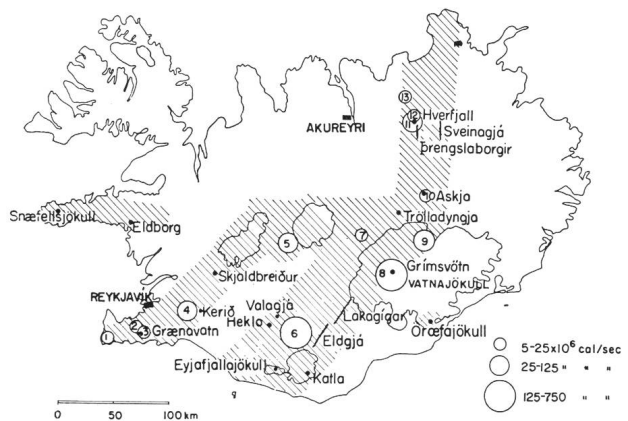 13
12 Hverfjall
11
AKUREYRI
Sveinagjá
Þrengslaborgir
10 Askja
Snæfellsjökull
Trölladyngja
Eldborg
5
7
9
8
Grímsvötn
VATNAJÖKULL
Skjaldbreiður
REYKJAVIK
4
Kerið
Valagjá
Lakagígar
2
3 Grænavatn
Hekla
6
Öræfajökull
1
Eldgjá
5-25x10⁶ cal/sec
Eyjafjallajökull
25-125 " " "
Katla
125-750 " " "
0 50 100 km
9